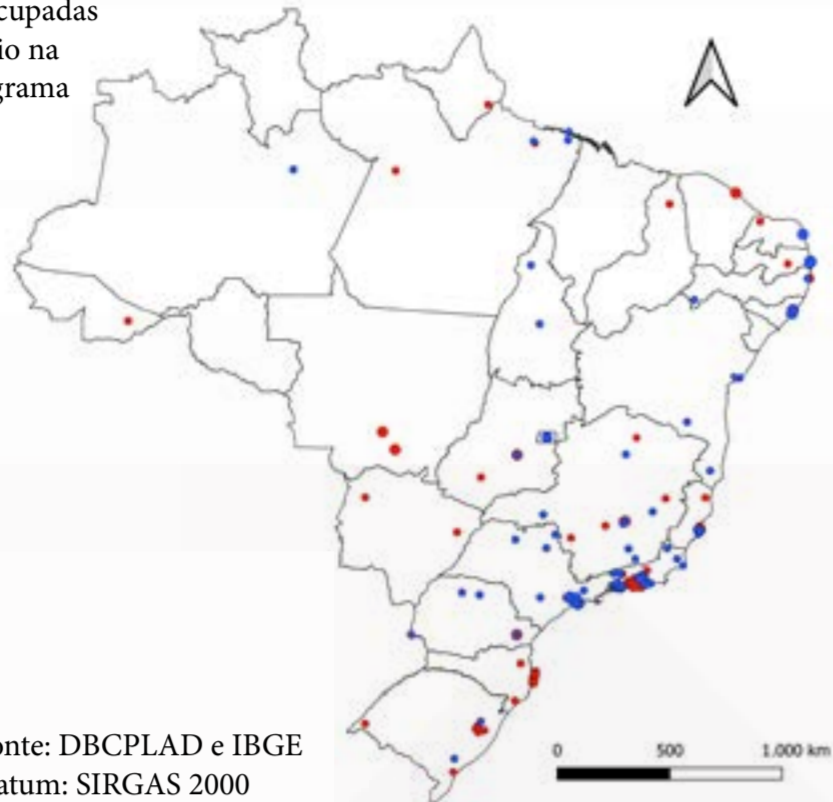 cupadas
io na
grama
onte: DBCPLAD e IBGE
atum: SIRGAS 2000
0 500 1.000 km